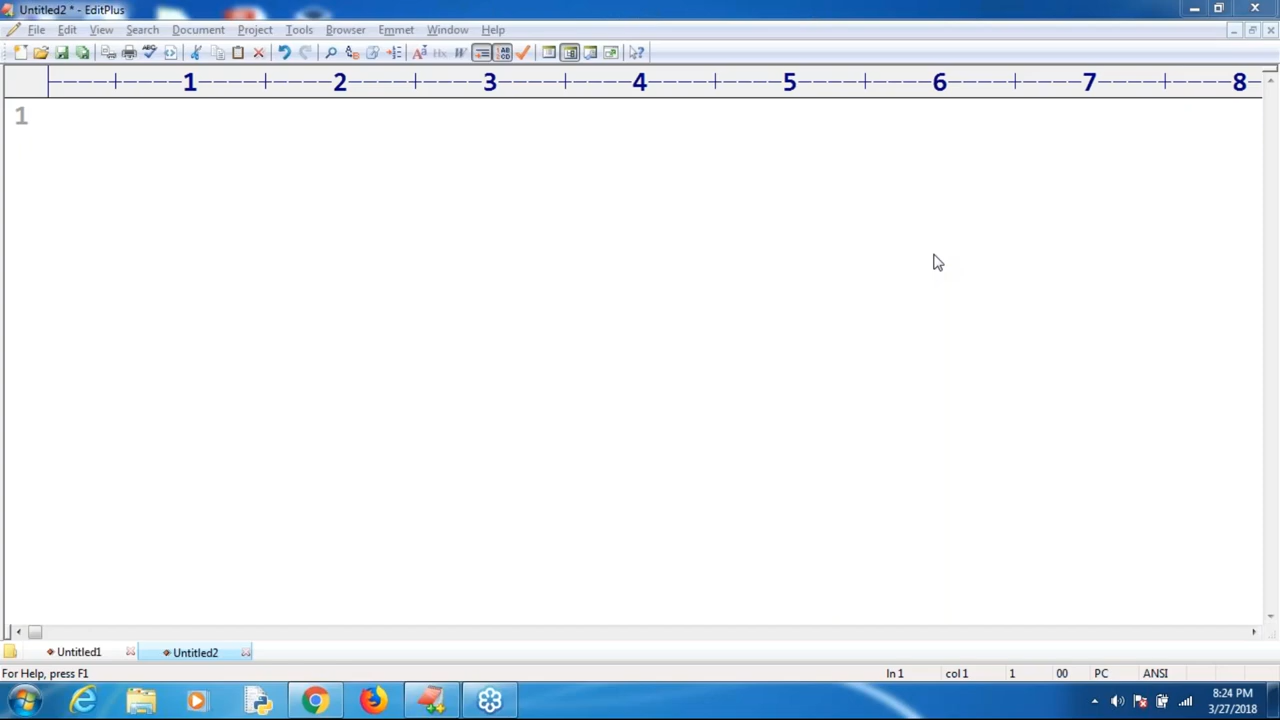 Untitled2 * - EditPlus
File Edit View Search Document Project Tools Browser Emmet Window Help
----+----1----+----2----+----3----+----4----+----5----+----6----+----7----+----8-
1
Untitled1 Untitled2
For Help, press F1 ln 1 col 1 1 00 PC ANSI
8:24 PM
3/27/2018